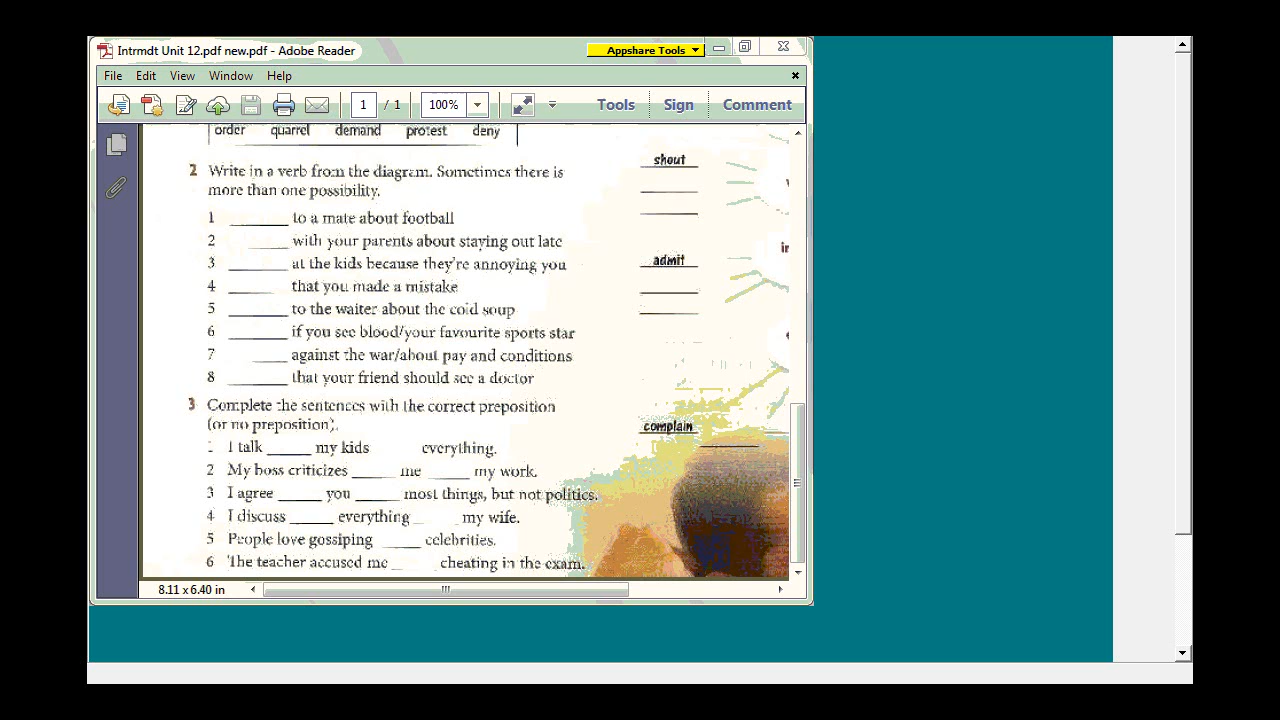 Intrmdt Unit 12.pdf new.pdf - Adobe Reader
Appshare Tools
File Edit View Window Help
1 / 1 100% Tools Sign Comment
order quarrel demand protest deny
2 Write in a verb from the diagram. Sometimes there is
more than one possibility.
1 ______ to a mate about football
2 ______ with your parents about staying out late
3 ______ at the kids because they're annoying you
4 ______ that you made a mistake
5 ______ to the waiter about the cold soup
6 ______ if you see blood/your favourite sports star
7 ______ against the war/about pay and conditions
8 ______ that your friend should see a doctor
3 Complete the sentences with the correct preposition
(or no preposition).
1 I talk ______ my kids ______ everything.
2 My boss criticizes ______ me ______ my work.
3 I agree ______ you ______ most things, but not politics.
4 I discuss ______ everything ______ my wife.
5 People love gossiping ______ celebrities.
6 The teacher accused me ______ cheating in the exam.
shout
admit
complain
8.11 x 6.40 in